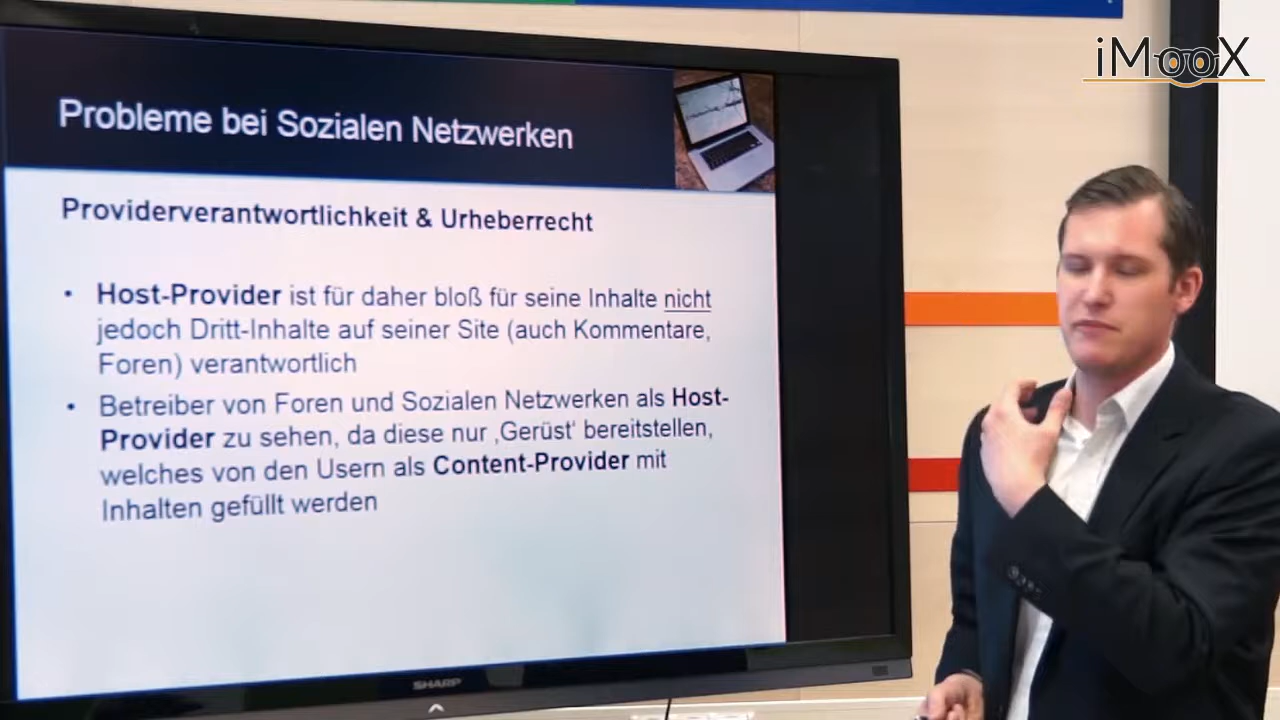 iMooX
Probleme bei Sozialen Netzwerken
Providerverantwortlichkeit & Urheberrecht
• Host-Provider ist für daher bloß für seine Inhalte nicht
jedoch Dritt-Inhalte auf seiner Site (auch Kommentare,
Foren) verantwortlich
• Betreiber von Foren und Sozialen Netzwerken als Host-
Provider zu sehen, da diese nur ‚Gerüst‘ bereitstellen,
welches von den Usern als Content-Provider mit
Inhalten gefüllt werden
SHARP